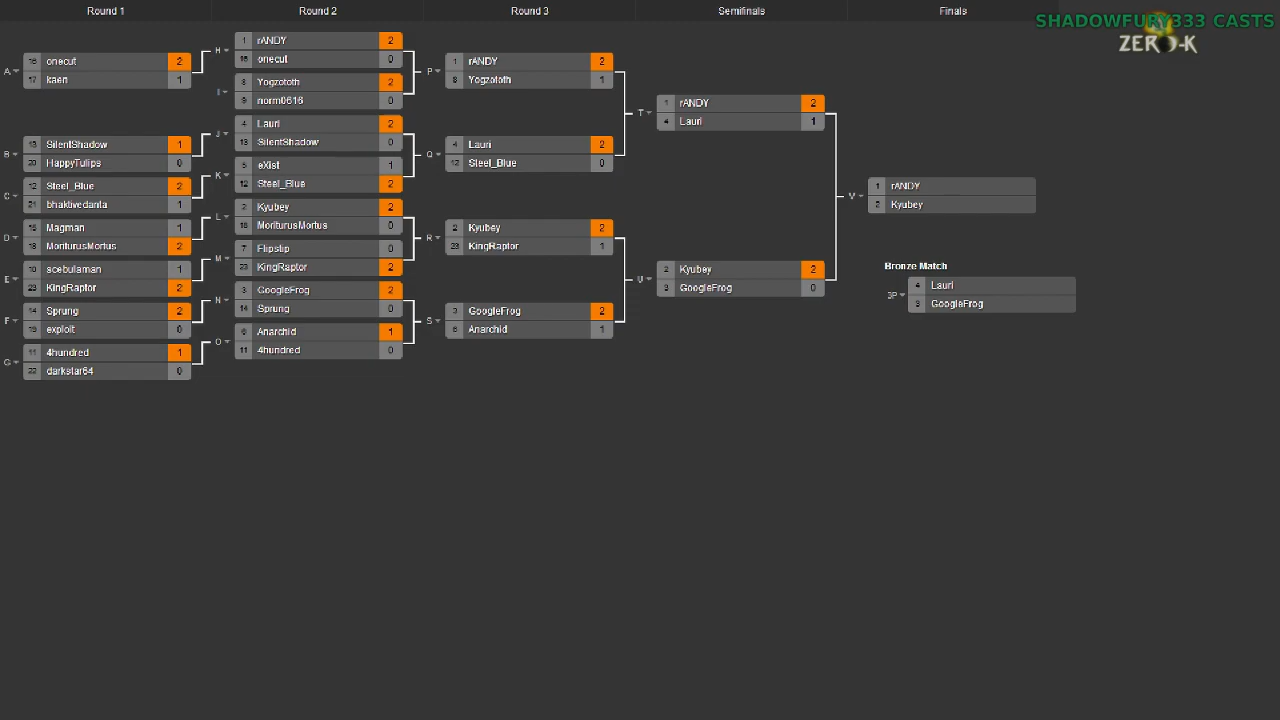 Round 1
Round 2
Round 3
Semifinals
Finals
SHADOWFURY333 CASTS
ZERO-K
A
16 onecut 2
17 kaen 1
B
13 SilentShadow 1
20 HappyTulips 0
C
12 Steel_Blue 2
21 bhaktivedanta 1
D
15 Magman 1
18 MoriturusMortus 2
E
10 scebulaman 1
23 KingRaptor 2
F
14 Sprung 2
19 exploit 0
G
11 4hundred 1
22 darkstar64 0
H
1 rANDY 2
16 onecut 0
I
8 Yogzototh 2
9 norm0616 0
J
4 Lauri 2
13 SilentShadow 0
K
5 eXist 1
12 Steel_Blue 2
L
2 Kyubey 2
18 MoriturusMortus 0
M
7 Flipstip 0
23 KingRaptor 2
N
3 GoogleFrog 2
14 Sprung 0
O
6 Anarchid 1
11 4hundred 0
P
1 rANDY 2
8 Yogzototh 1
Q
4 Lauri 2
12 Steel_Blue 0
R
2 Kyubey 2
23 KingRaptor 1
S
3 GoogleFrog 2
6 Anarchid 1
T
1 rANDY 2
4 Lauri 1
U
2 Kyubey 2
3 GoogleFrog 0
V
1 rANDY
2 Kyubey
Bronze Match
3P
4 Lauri
3 GoogleFrog